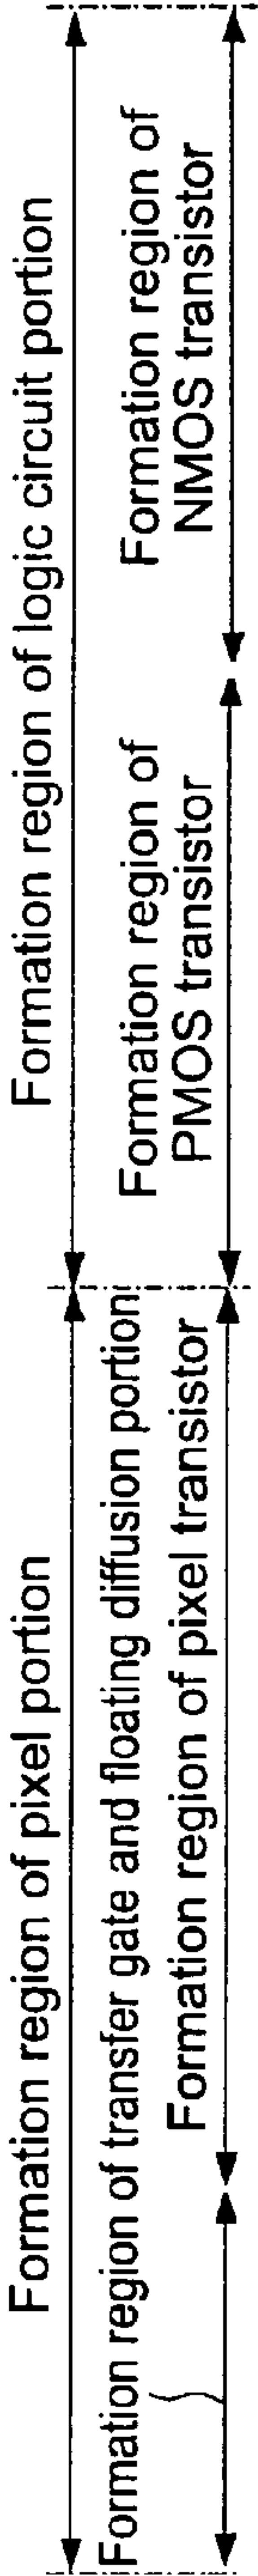 Formation region of pixel portion
Formation region of logic circuit portion
Formation region of transfer gate and floating diffusion portion
Formation region of pixel transistor
Formation region of
PMOS transistor
Formation region of
NMOS transistor